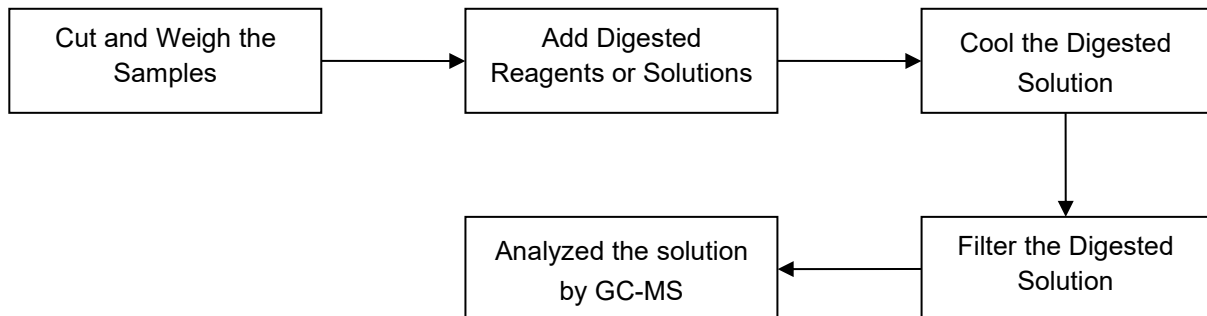 Cut and Weigh the
Samples
Add Digested
Reagents or Solutions
Cool the Digested
Solution
Filter the Digested
Solution
Analyzed the solution
by GC-MS